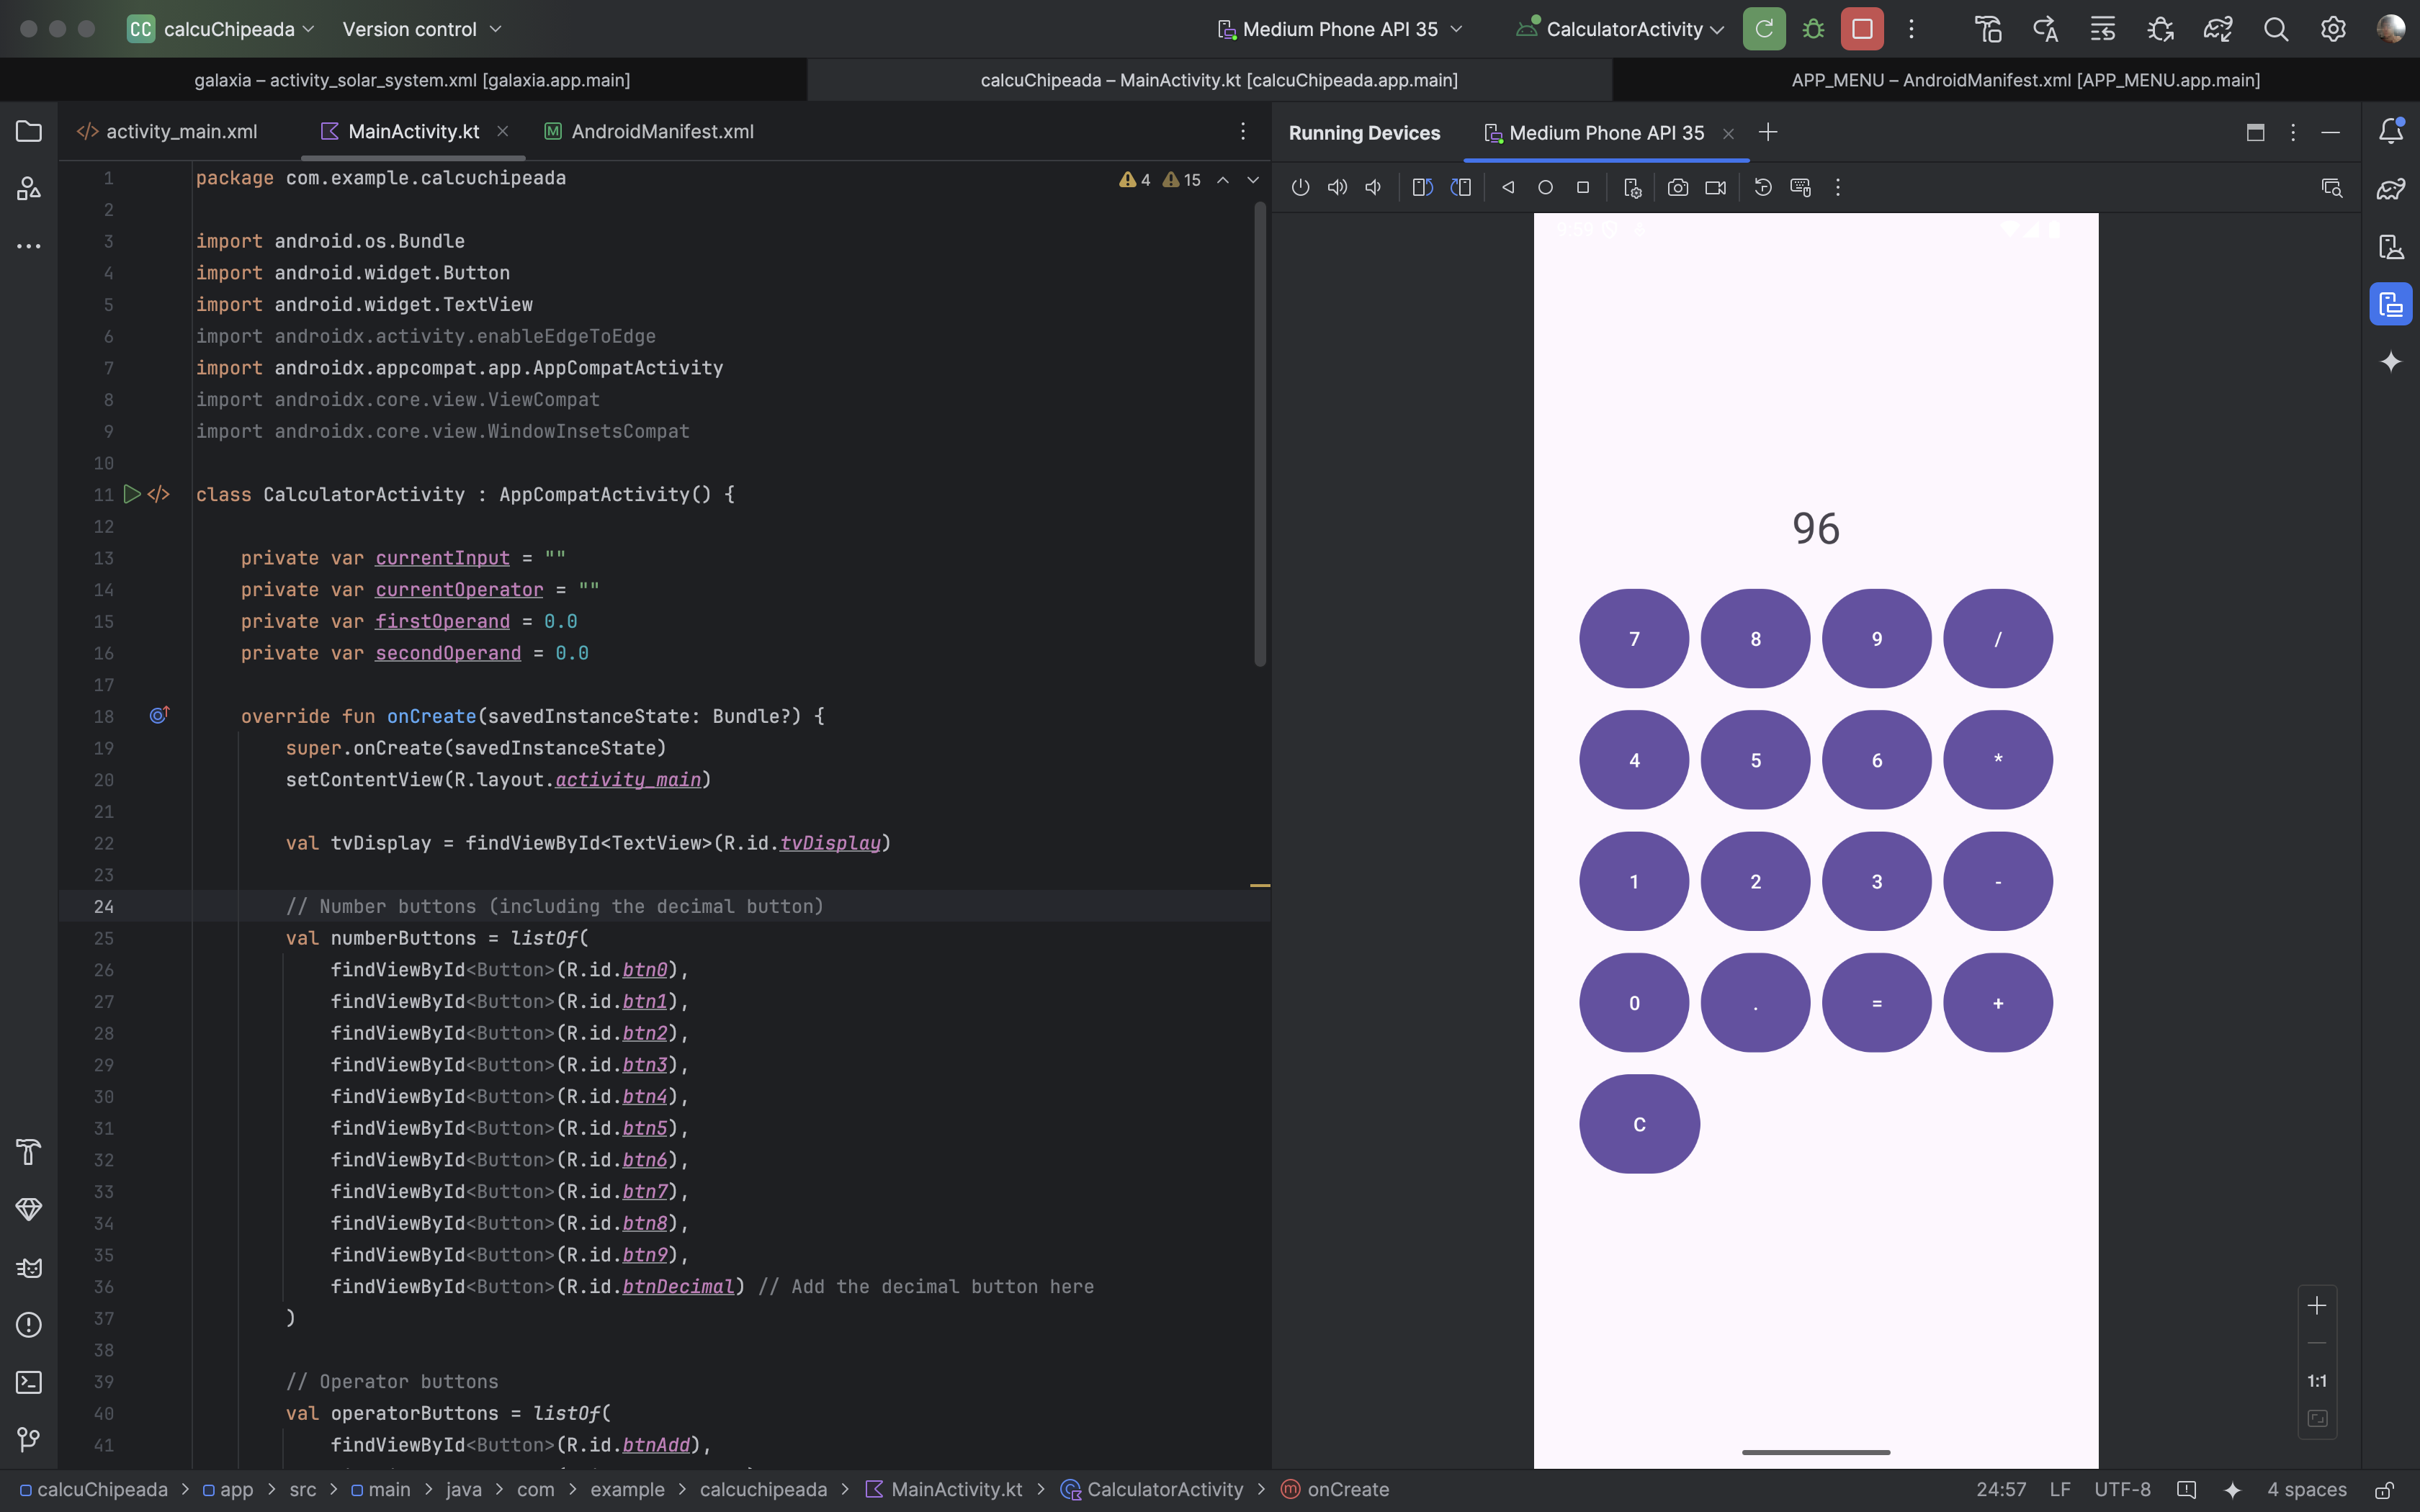 CC calcuChipeada Version control Medium Phone API 35 CalculatorActivity
galaxia – activity_solar_system.xml [galaxia.app.main] calcuChipeada – MainActivity.kt [calcuChipeada.app.main] APP_MENU – AndroidManifest.xml [APP_MENU.app.main]
activity_main.xml MainActivity.kt AndroidManifest.xml Running Devices Medium Phone API 35
4 15
1 package com.example.calcuchipeada
2
3 import android.os.Bundle
4 import android.widget.Button
5 import android.widget.TextView
6 import androidx.activity.enableEdgeToEdge
7 import androidx.appcompat.app.AppCompatActivity
8 import androidx.core.view.ViewCompat
9 import androidx.core.view.WindowInsetsCompat
10
11 class CalculatorActivity : AppCompatActivity() {
12
13 private var currentInput = ""
14 private var currentOperator = ""
15 private var firstOperand = 0.0
16 private var secondOperand = 0.0
17
18 override fun onCreate(savedInstanceState: Bundle?) {
19 super.onCreate(savedInstanceState)
20 setContentView(R.layout.activity_main)
21
22 val tvDisplay = findViewById<TextView>(R.id.tvDisplay)
23
24 // Number buttons (including the decimal button)
25 val numberButtons = listOf(
26 findViewById<Button>(R.id.btn0),
27 findViewById<Button>(R.id.btn1),
28 findViewById<Button>(R.id.btn2),
29 findViewById<Button>(R.id.btn3),
30 findViewById<Button>(R.id.btn4),
31 findViewById<Button>(R.id.btn5),
32 findViewById<Button>(R.id.btn6),
33 findViewById<Button>(R.id.btn7),
34 findViewById<Button>(R.id.btn8),
35 findViewById<Button>(R.id.btn9),
36 findViewById<Button>(R.id.btnDecimal) // Add the decimal button here
37 )
38
39 // Operator buttons
40 val operatorButtons = listOf(
41 findViewById<Button>(R.id.btnAdd),
96
7 8 9 /
4 5 6 *
1 2 3 -
0 . = +
C
1:1
calcuChipeada > app > src > main > java > com > example > calcuchipeada > MainActivity.kt > CalculatorActivity > onCreate 24:57 LF UTF-8 4 spaces